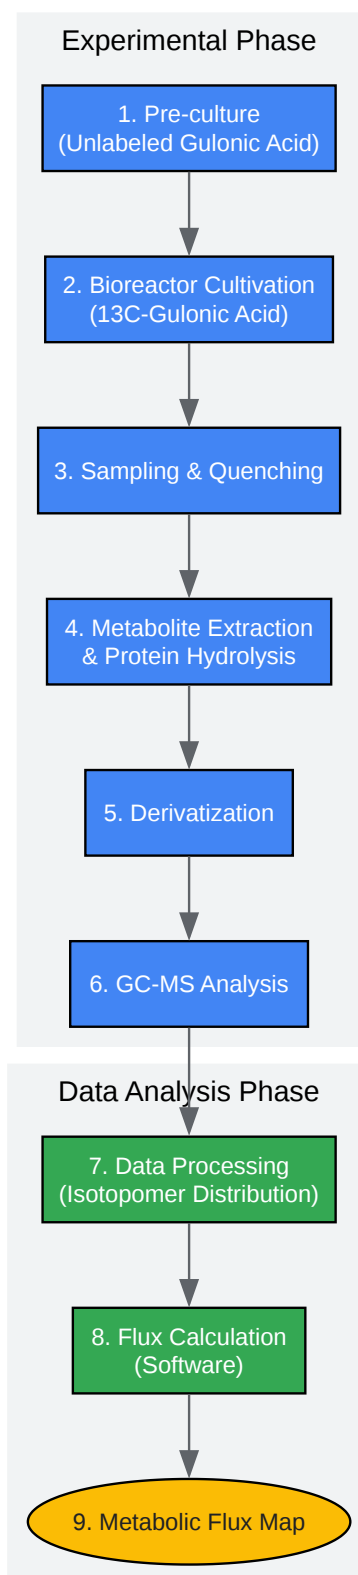 Experimental Phase
1. Pre-culture
(Unlabeled Gulonic Acid)
2. Bioreactor Cultivation
(13C-Gulonic Acid)
3. Sampling & Quenching
4. Metabolite Extraction
& Protein Hydrolysis
5. Derivatization
6. GC-MS Analysis
Data Analysis Phase
7. Data Processing
(Isotopomer Distribution)
8. Flux Calculation
(Software)
9. Metabolic Flux Map